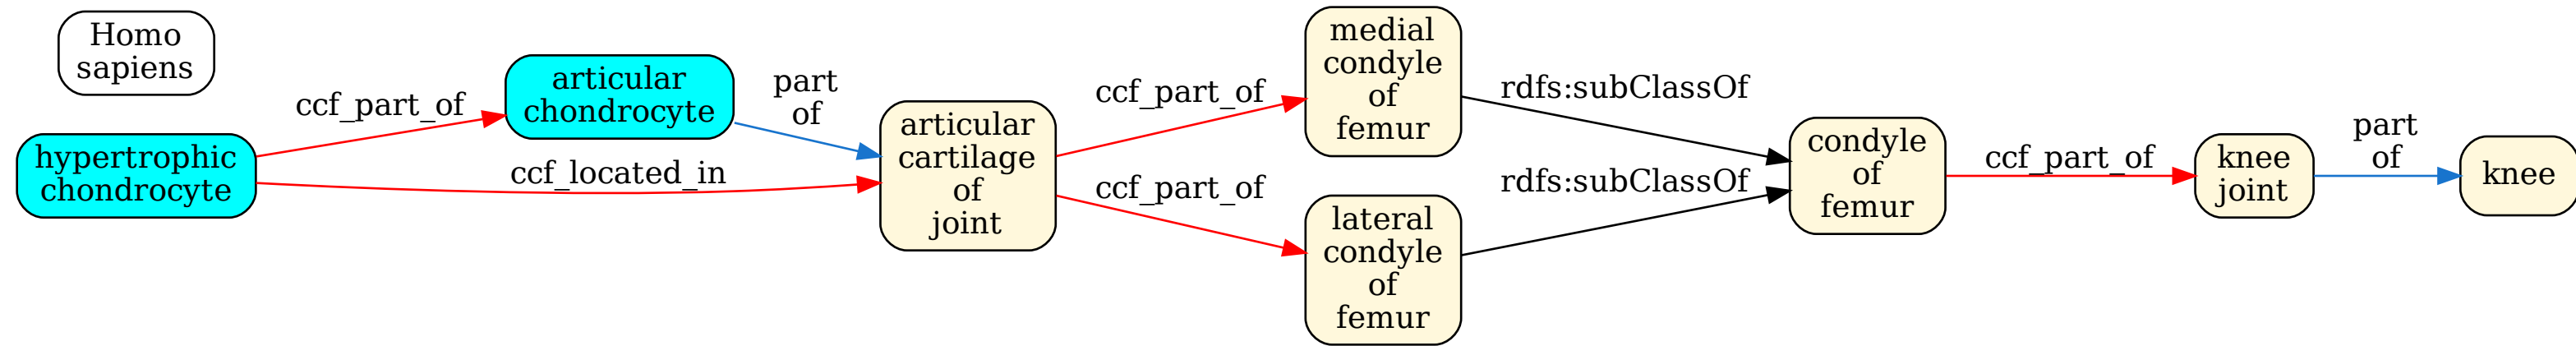 Homo
sapiens
hypertrophic
chondrocyte
ccf_part_of
articular
chondrocyte
ccf_located_in
part
of
articular
cartilage
of
joint
ccf_part_of
ccf_part_of
medial
condyle
of
femur
lateral
condyle
of
femur
rdfs:subClassOf
rdfs:subClassOf
condyle
of
femur
ccf_part_of
knee
joint
part
of
knee